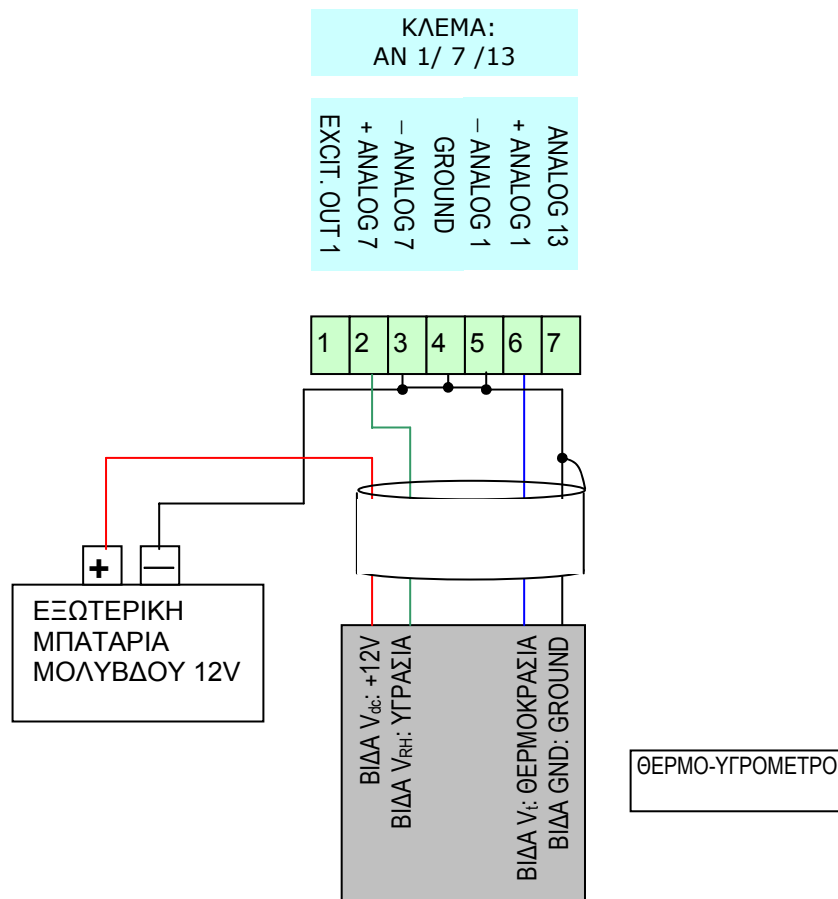 ΚΛΕΜΑ:
AN 1/ 7 /13
EXCIT. OUT 1
+ ANALOG 7
– ANALOG 7
GROUND
– ANALOG 1
+ ANALOG 1
ANALOG 13
1 2 3 4 5 6 7
+ —
ΕΞΩΤΕΡΙΚΗ
ΜΠΑΤΑΡΙΑ
ΜΟΛΥΒΔΟΥ 12V
ΒΙΔΑ Vdc: +12V
ΒΙΔΑ VRH: ΥΓΡΑΣΙΑ
ΒΙΔΑ Vt: ΘΕΡΜΟΚΡΑΣΙΑ
ΒΙΔΑ GND: GROUND
ΘΕΡΜΟ-ΥΓΡΟΜΕΤΡΟ